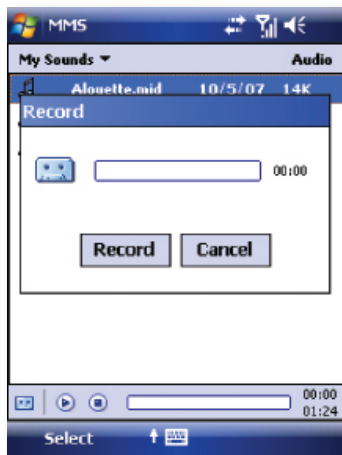 MMS
My Sounds Audio
Alouette.mid 10/5/07 14K
Record
00:00
Record Cancel
00:00
01:24
Select